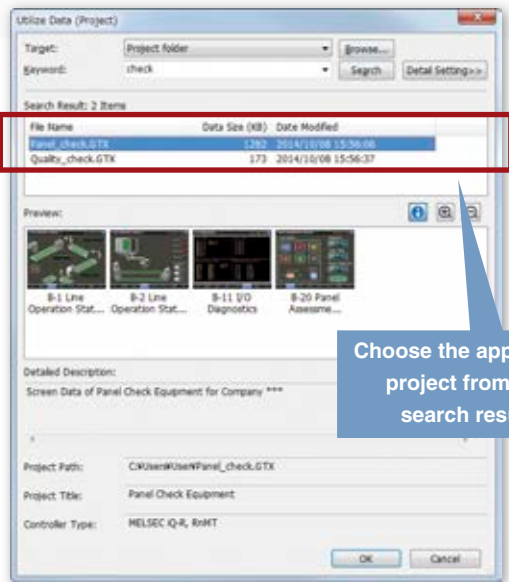 Utilize Data (Project)
Target: Project folder Browse...
Keyword: check Search Detail Setting>>
Search Result: 2 Items
File Name Data Size (KB) Date Modified
Panel_check.GTX 1282 2014/10/08 15:36:06
Quality_check.GTX 173 2014/10/08 15:56:37
Preview:
B-1 Line Operation Stat...
B-2 Line Operation Stat...
B-11 I/O Diagnostics
B-20 Panel Assessme...
Choose the app
project from
search res
Detailed Description:
Screen Data of Panel Check Equipment for Company ***
Project Path: C:¥Users¥User¥Panel_check.GTX
Project Title: Panel Check Equipment
Controller Type: MELSEC iQ-R, RnMT
OK Cancel